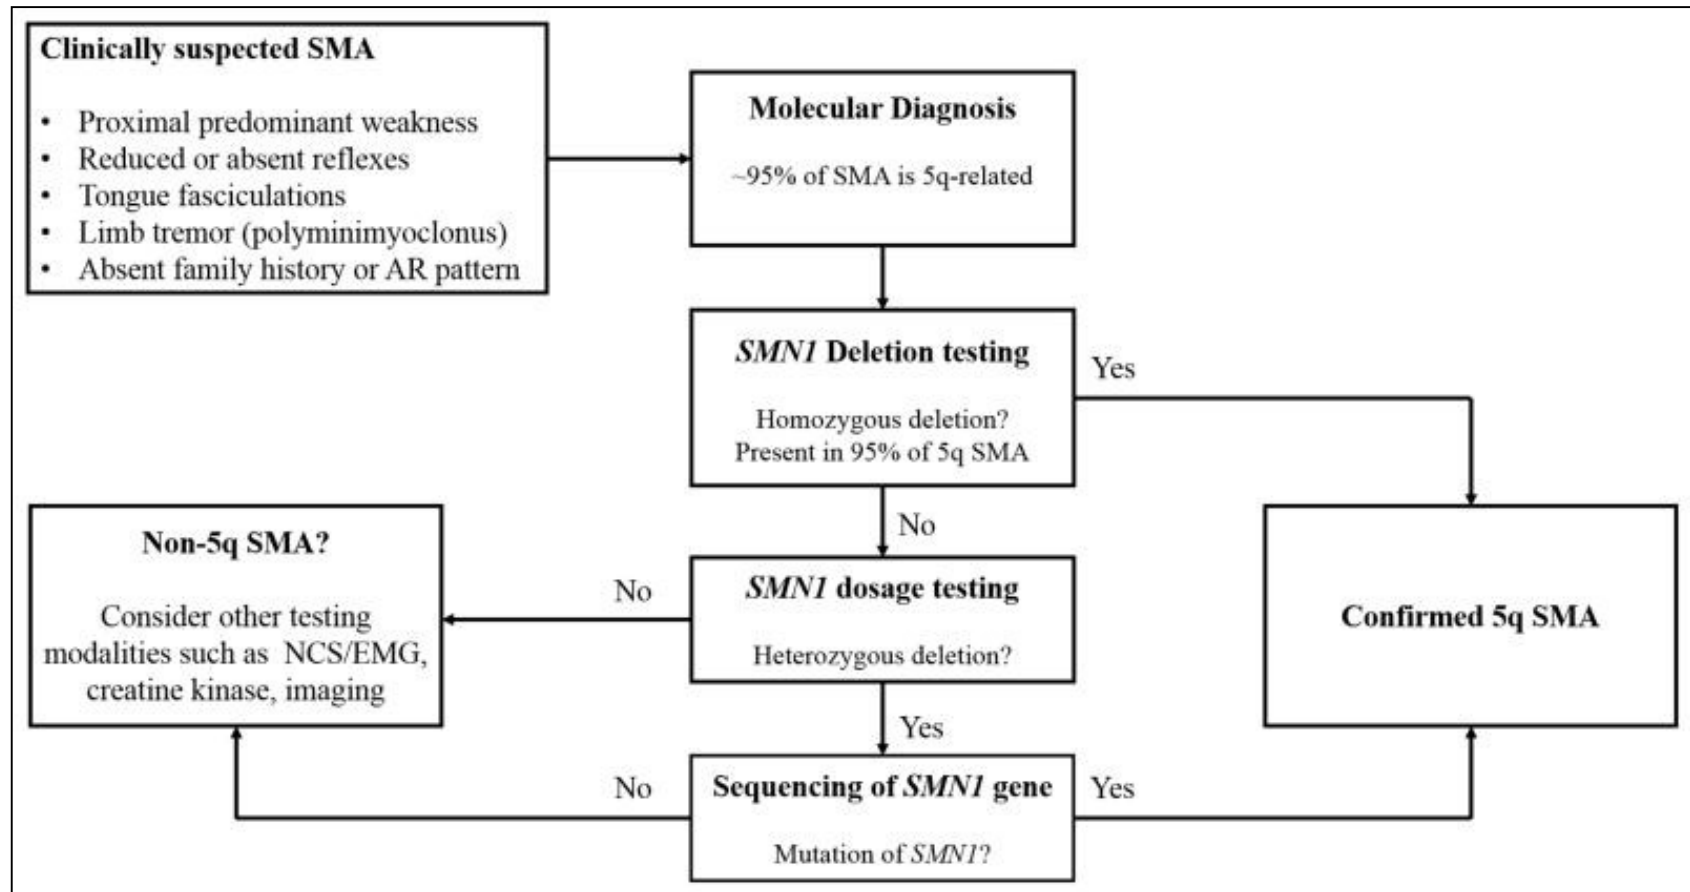 Clinically suspected SMA
• Proximal predominant weakness
• Reduced or absent reflexes
• Tongue fasciculations
• Limb tremor (polyminimyoclonus)
• Absent family history or AR pattern
Molecular Diagnosis
~95% of SMA is 5q-related
SMN1 Deletion testing
Homozygous deletion?
Present in 95% of 5q SMA
Yes
No
SMN1 dosage testing
Heterozygous deletion?
No
Non-5q SMA?
Consider other testing
modalities such as NCS/EMG,
creatine kinase, imaging
Confirmed 5q SMA
Yes
Sequencing of SMN1 gene
Mutation of SMN1?
No
Yes